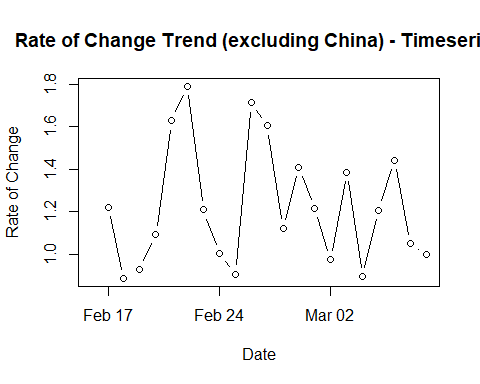 Rate of Change Trend (excluding China) - Timeseri
Rate of Change
1.8
1.6
1.4
1.2
1.0
Feb 17 Feb 24 Mar 02
Date